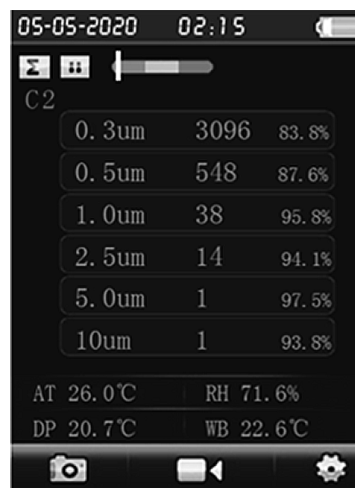 05-05-2020 02:15
Σ
C2
0.3um 3096 83.8%
0.5um 548 87.6%
1.0um 38 95.8%
2.5um 14 94.1%
5.0um 1 97.5%
10um 1 93.8%
AT 26.0℃ RH 71.6%
DP 20.7℃ WB 22.6℃